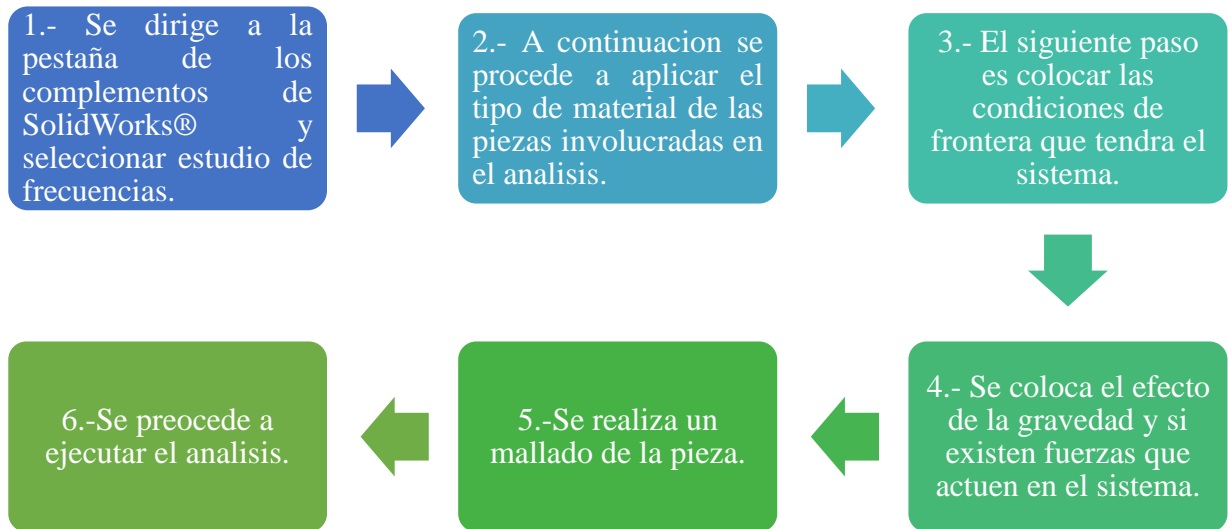 1.- Se dirige a la
pestaña de los
complementos de
SolidWorks® y
seleccionar estudio de
frecuencias.
2.- A continuacion se
procede a aplicar el
tipo de material de las
piezas involucradas en
el analisis.
3.- El siguiente paso
es colocar las
condiciones de
frontera que tendra el
sistema.
4.- Se coloca el efecto
de la gravedad y si
existen fuerzas que
actuen en el sistema.
5.-Se realiza un
mallado de la pieza.
6.-Se preocede a
ejecutar el analisis.